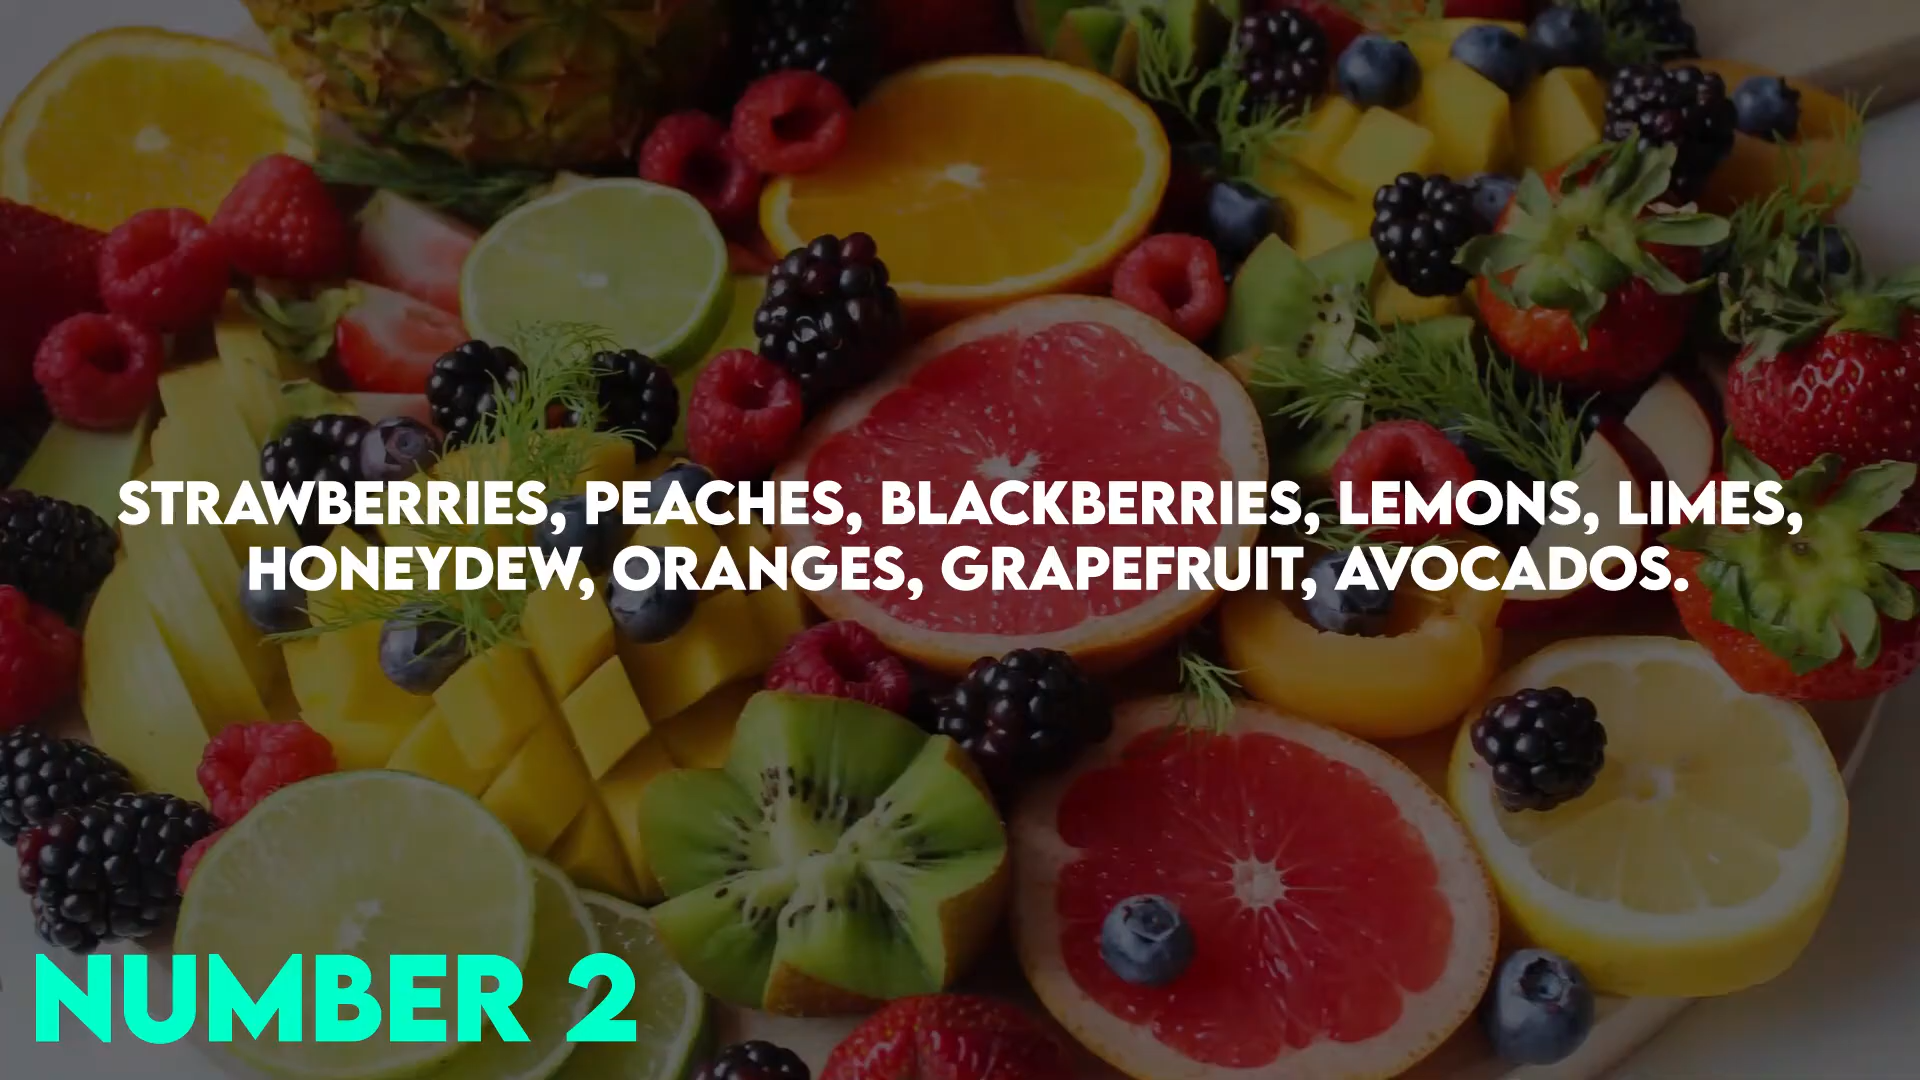 STRAWBERRIES, PEACHES, BLACKBERRIES, LEMONS, LIMES,
HONEYDEW, ORANGES, GRAPEFRUIT, AVOCADOS.
NUMBER 2